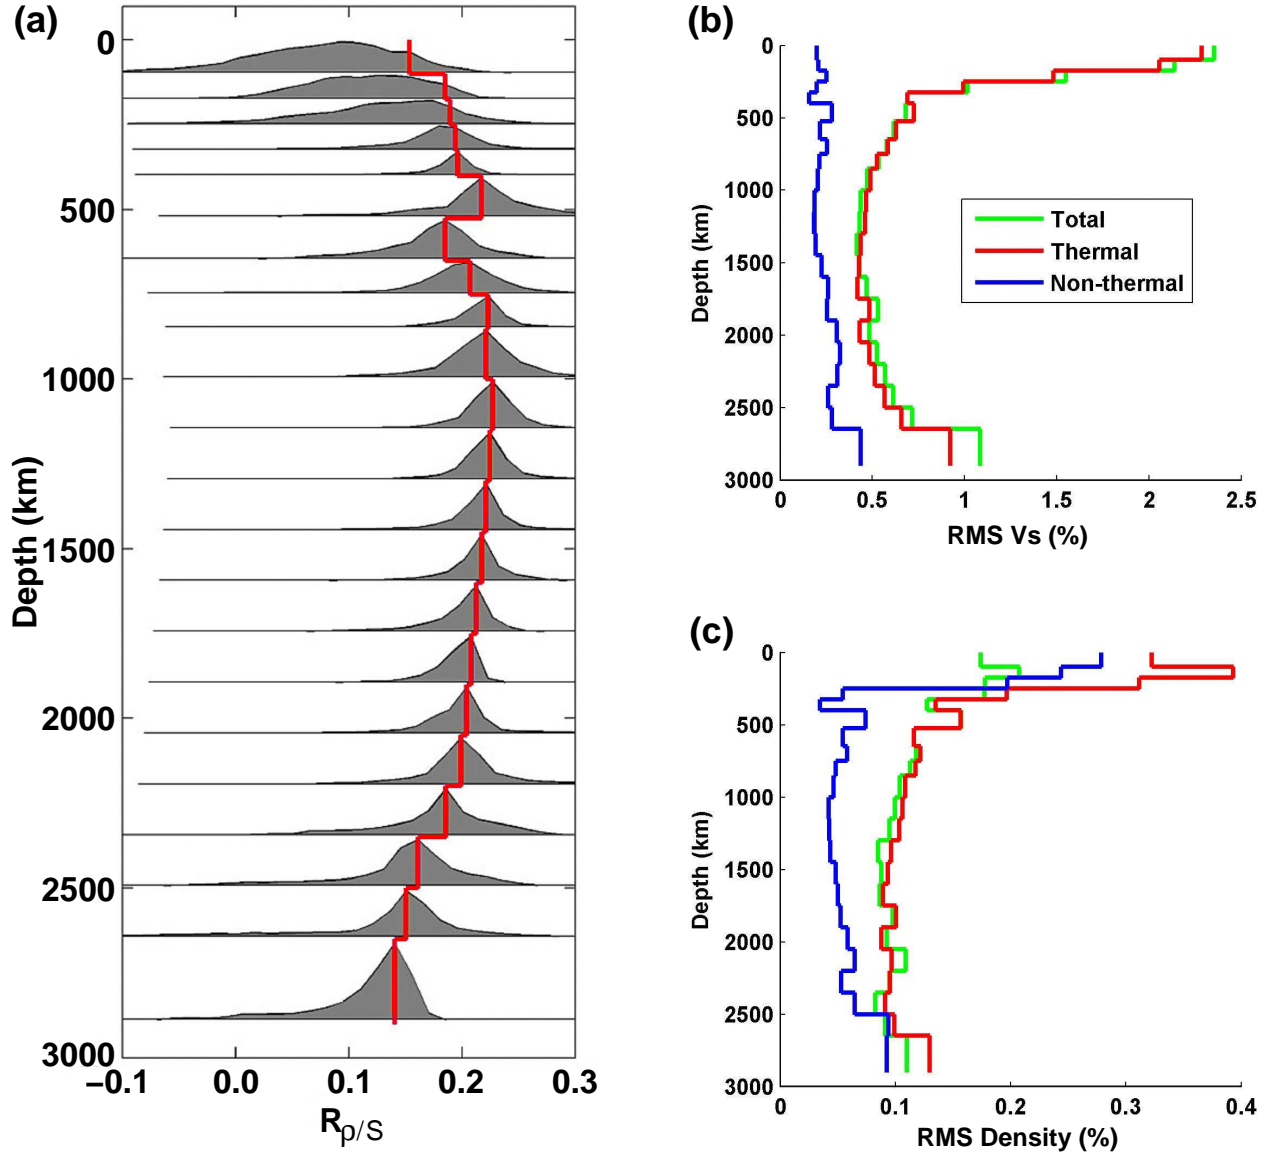 (a)
0
500
1000
1500
2000
2500
3000
Depth (km)
−0.1 0.0 0.1 0.2 0.3
Rρ/S
(b)
0
500
1000
1500
2000
2500
3000
Depth (km)
Total
Thermal
Non-thermal
0 0.5 1 1.5 2 2.5
RMS Vs (%)
(c)
0
500
1000
1500
2000
2500
3000
Depth (km)
0 0.1 0.2 0.3 0.4
RMS Density (%)